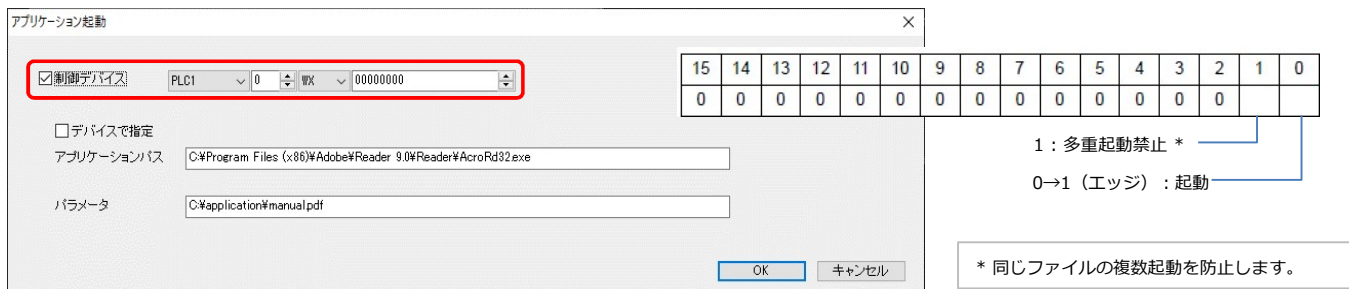 アプリケーション起動
☑制御デバイス PLC1 0 WX 00000000
□デバイスで指定
アプリケーションパス C:¥Program Files (x86)¥Adobe¥Reader 9.0¥Reader¥AcroRd32.exe
パラメータ C:¥application¥manual.pdf
OK キャンセル
15 14 13 12 11 10 9 8 7 6 5 4 3 2 1 0
0 0 0 0 0 0 0 0 0 0 0 0 0 0
1：多重起動禁止 *
0→1（エッジ）：起動
* 同じファイルの複数起動を防止します。